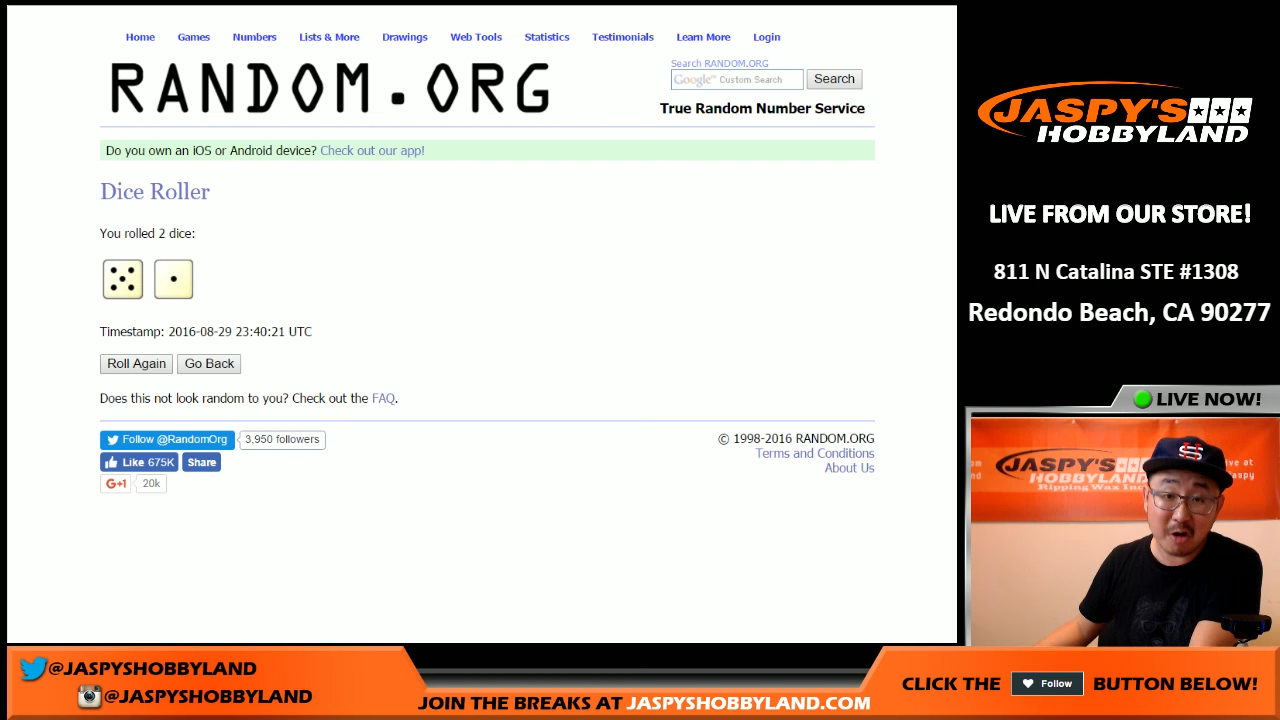 Home Games Numbers Lists & More Drawings Web Tools Statistics Testimonials Learn More Login
RANDOM.ORG
Search RANDOM.ORG
Google™ Custom Search Search
True Random Number Service
Do you own an iOS or Android device? Check out our app!
Dice Roller
You rolled 2 dice:
Timestamp: 2016-08-29 23:40:21 UTC
Roll Again Go Back
Does this not look random to you? Check out the FAQ.
Follow @RandomOrg 3,950 followers
Like 675K Share
G+1 20k
© 1998-2016 RANDOM.ORG
Terms and Conditions
About Us
JASPY'S
HOBBYLAND
LIVE FROM OUR STORE!
811 N Catalina STE #1308
Redondo Beach, CA 90277
LIVE NOW!
JASPY'S
HOBBYLAND
Ripping Wax Inc
live at
Jaspy
@JASPYSHOBBYLAND
@JASPYSHOBBYLAND
JOIN THE BREAKS AT JASPYSHOBBYLAND.COM
CLICK THE Follow BUTTON BELOW!